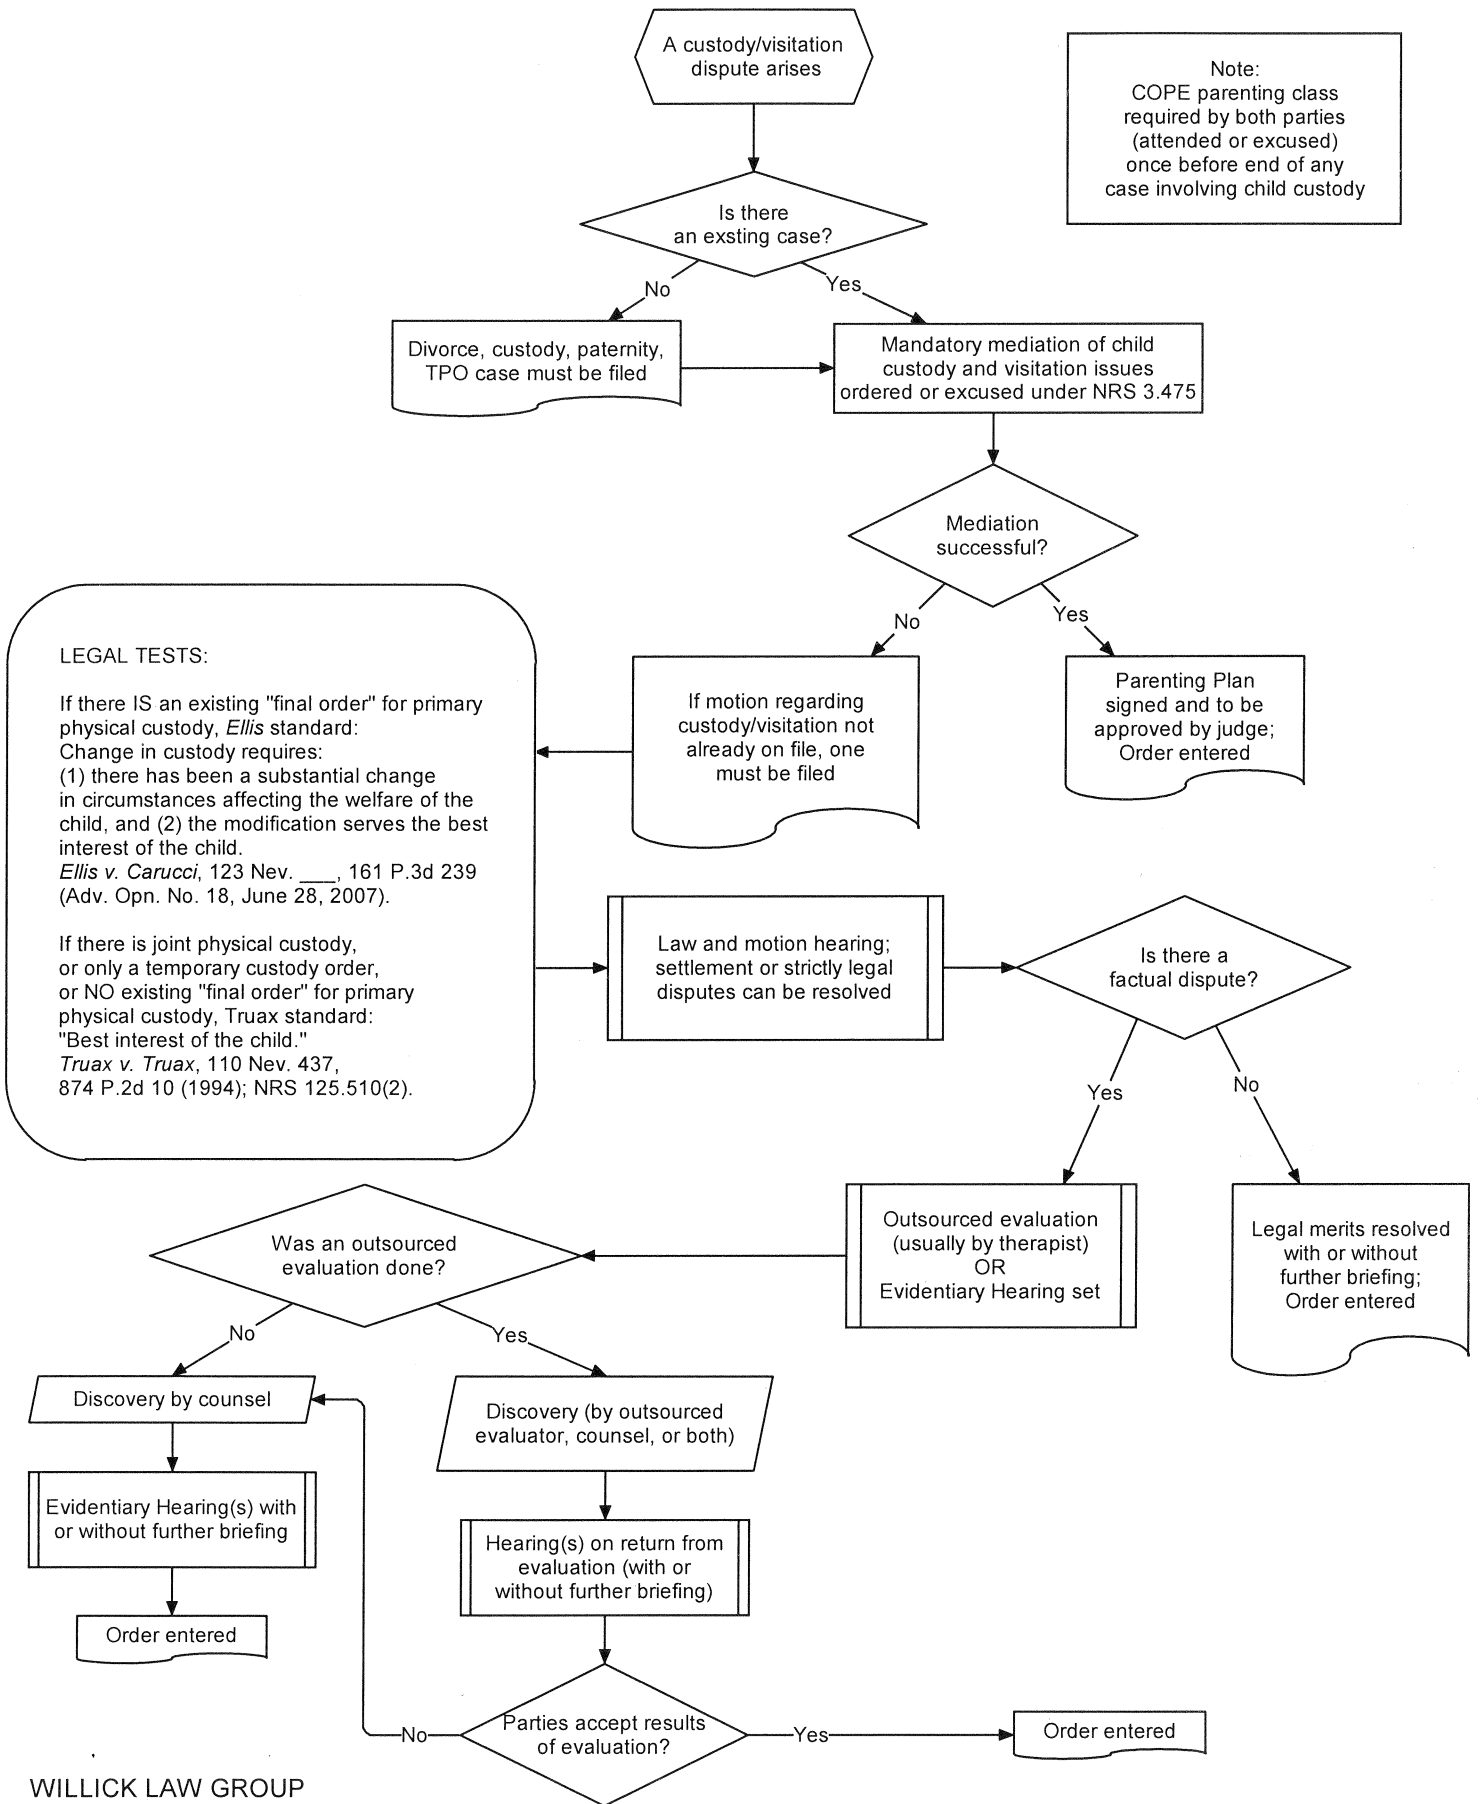 A custody/visitation
dispute arises
Note:
COPE parenting class
required by both parties
(attended or excused)
once before end of any
case involving child custody
Is there
an exsting case?
No
Yes
Divorce, custody, paternity,
TPO case must be filed
Mandatory mediation of child
custody and visitation issues
ordered or excused under NRS 3.475
Mediation
successful?
No
Yes
If motion regarding
custody/visitation not
already on file, one
must be filed
Parenting Plan
signed and to be
approved by judge;
Order entered
LEGAL TESTS:
If there IS an existing "final order" for primary
physical custody, Ellis standard:
Change in custody requires:
(1) there has been a substantial change
in circumstances affecting the welfare of the
child, and (2) the modification serves the best
interest of the child.
Ellis v. Carucci, 123 Nev. ___, 161 P.3d 239
(Adv. Opn. No. 18, June 28, 2007).
If there is joint physical custody,
or only a temporary custody order,
or NO existing "final order" for primary
physical custody, Truax standard:
"Best interest of the child."
Truax v. Truax, 110 Nev. 437,
874 P.2d 10 (1994); NRS 125.510(2).
Law and motion hearing;
settlement or strictly legal
disputes can be resolved
Is there a
factual dispute?
Yes
No
Outsourced evaluation
(usually by therapist)
OR
Evidentiary Hearing set
Legal merits resolved
with or without
further briefing;
Order entered
Was an outsourced
evaluation done?
No
Yes
Discovery by counsel
Discovery (by outsourced
evaluator, counsel, or both)
Evidentiary Hearing(s) with
or without further briefing
Hearing(s) on return from
evaluation (with or
without further briefing)
Order entered
Parties accept results
of evaluation?
No
Yes
Order entered
WILLICK LAW GROUP